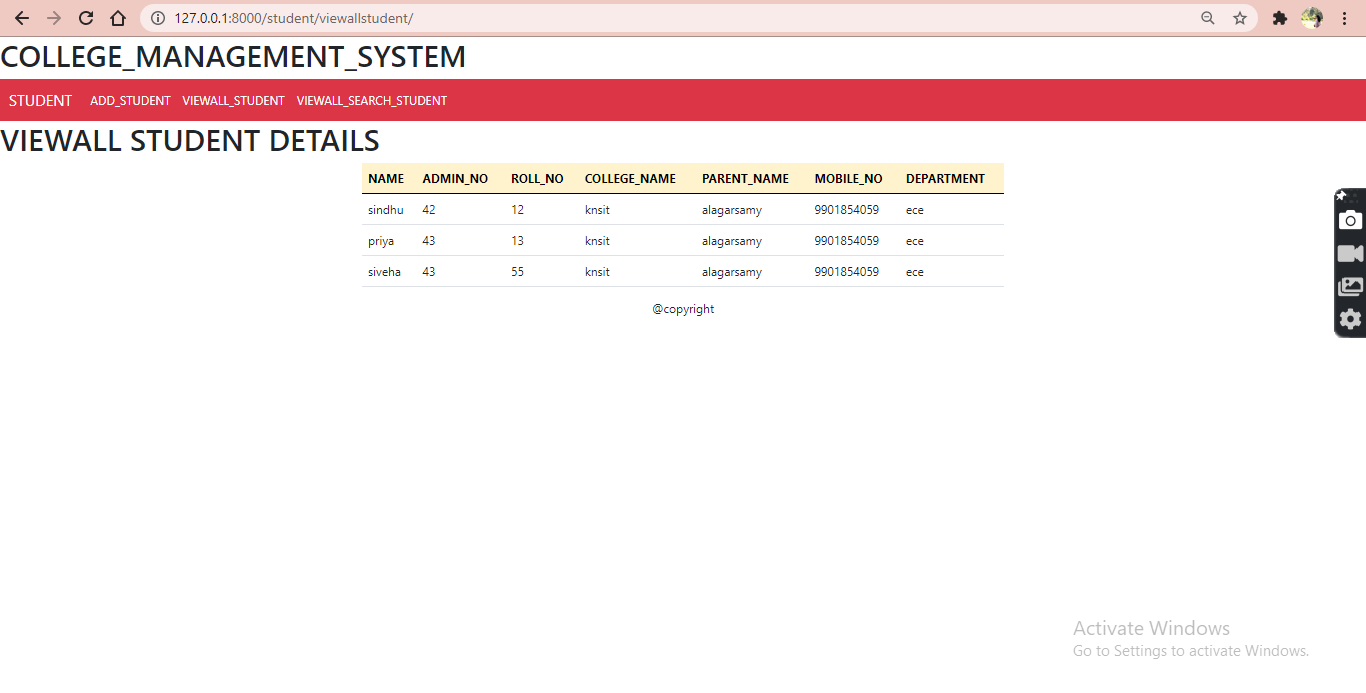 127.0.0.1:8000/student/viewallstudent/
COLLEGE_MANAGEMENT_SYSTEM
STUDENT ADD_STUDENT VIEWALL_STUDENT VIEWALL_SEARCH_STUDENT
VIEWALL STUDENT DETAILS
NAME ADMIN_NO ROLL_NO COLLEGE_NAME PARENT_NAME MOBILE_NO DEPARTMENT
sindhu 42 12 knsit alagarsamy 9901854059 ece
priya 43 13 knsit alagarsamy 9901854059 ece
siveha 43 55 knsit alagarsamy 9901854059 ece
@copyright
Activate Windows
Go to Settings to activate Windows.